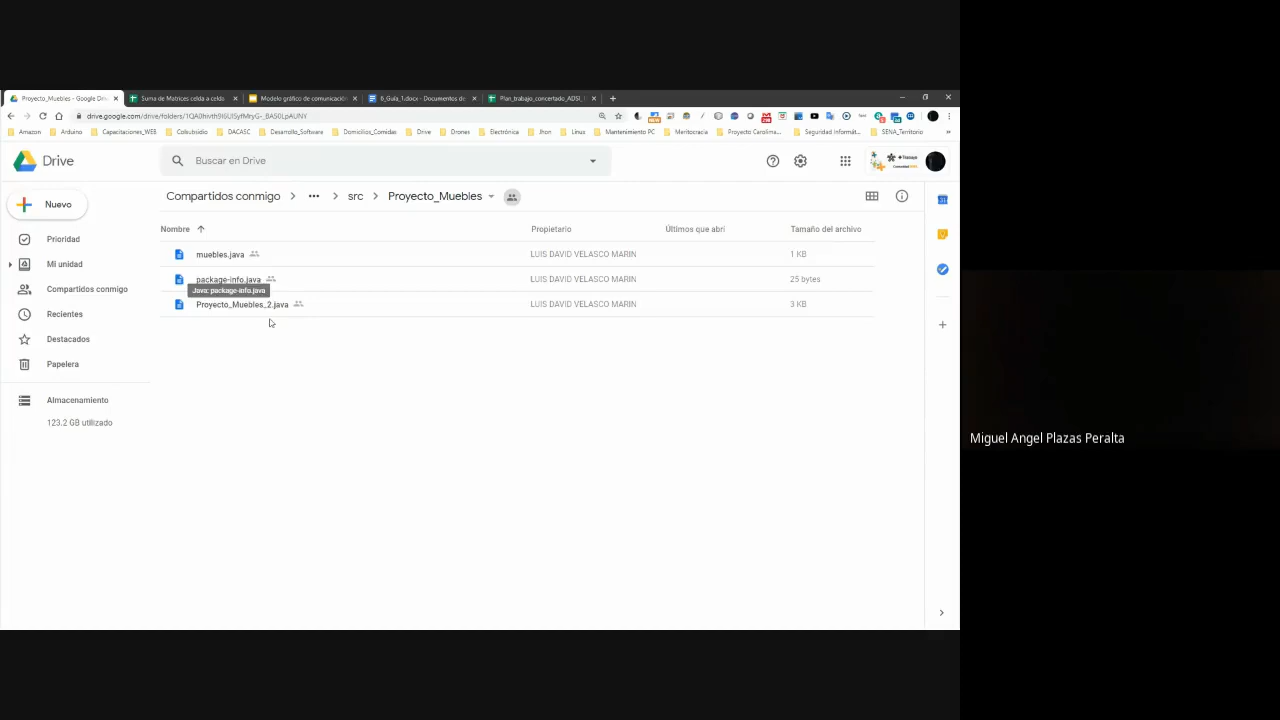 Proyecto_Muebles - Google Driv
Suma de Matrices celda a celda
Modelo gráfico de comunicación
6_Guía_1.docx - Documentos de
Plan_trabajo_concertado_ADSI_
drive.google.com/drive/folders/
Amazon
Arduino
Capacitaciones_WEB
Colsubsidio
DACASC
Desarrollo_Software
Domicilios_Comidas
Drive
Drones
Electrónica
Jhon
Linux
Mantenimiento PC
Meritocracia
Proyecto Carolina...
Seguridad Informát...
SENA_Territorio
Drive
Buscar en Drive
Nuevo
Compartidos conmigo > ••• > src > Proyecto_Muebles
Nombre Propietario Últimos que abrí Tamaño del archivo
muebles.java LUIS DAVID VELASCO MARIN 1 KB
package-info.java LUIS DAVID VELASCO MARIN 25 bytes
Java: package-info.java
Proyecto_Muebles_2.java LUIS DAVID VELASCO MARIN 3 KB
Prioridad
Mi unidad
Compartidos conmigo
Recientes
Destacados
Papelera
Almacenamiento
123.2 GB utilizado
Miguel Angel Plazas Peralta